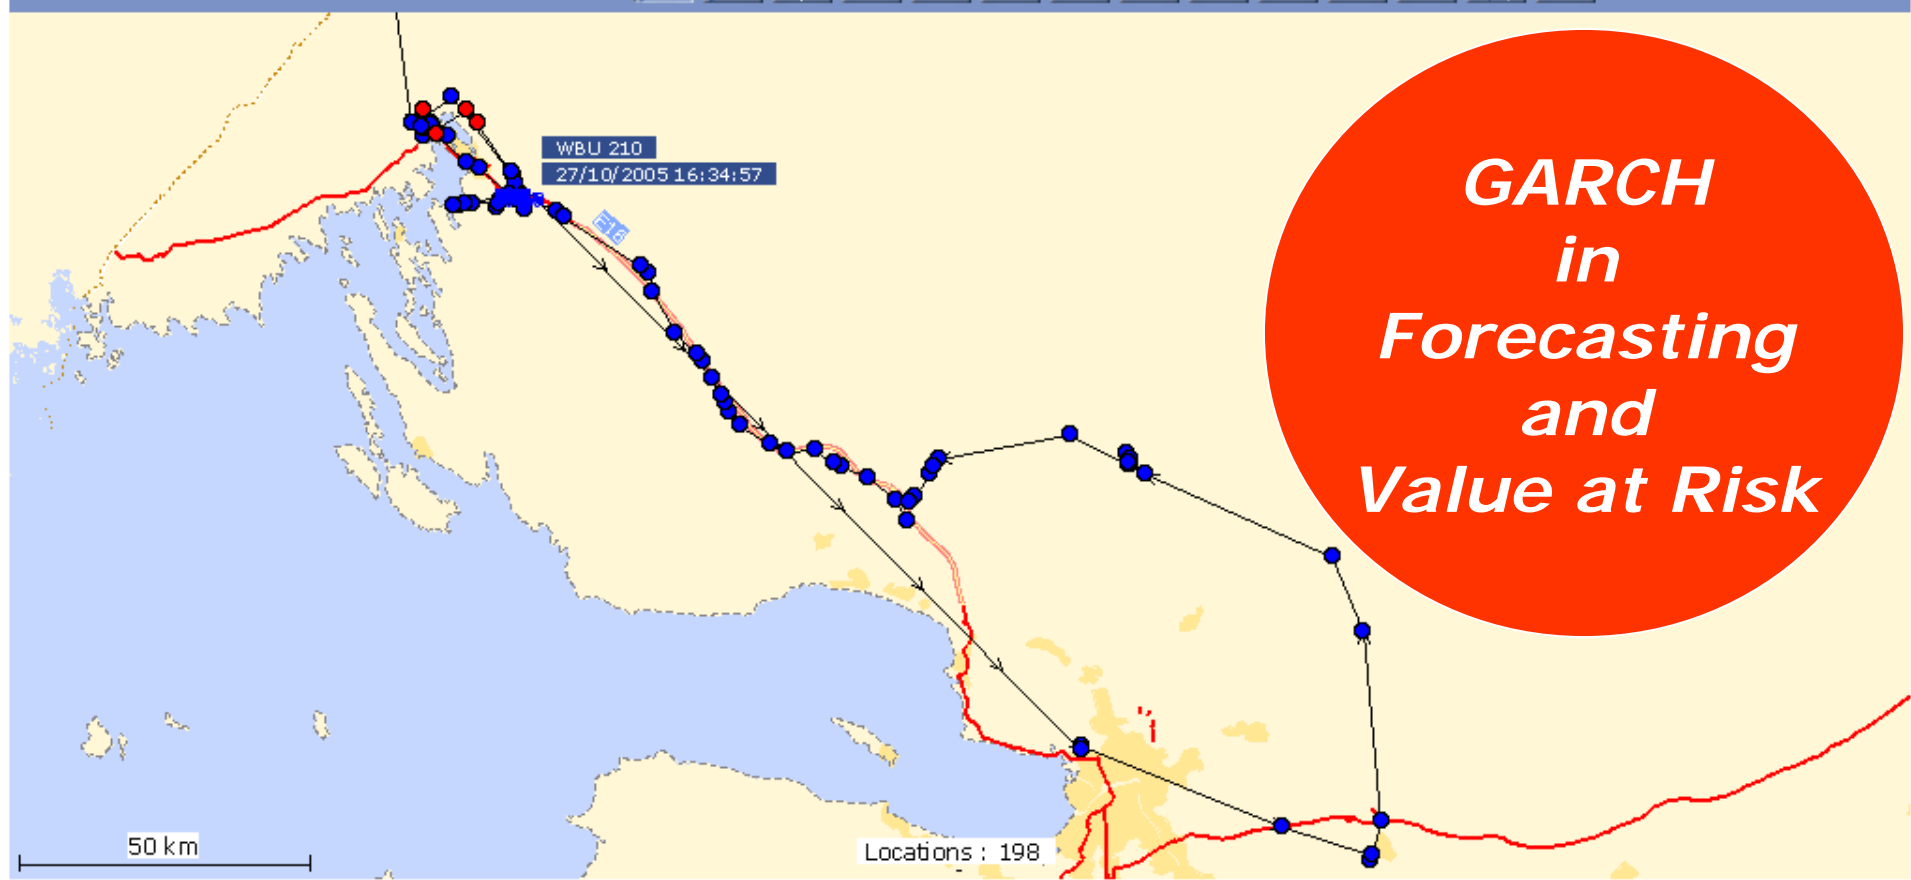 WBU 210
27/10/2005 16:34:57
E18
GARCH
in
Forecasting
and
Value at Risk
50 km
Locations : 198